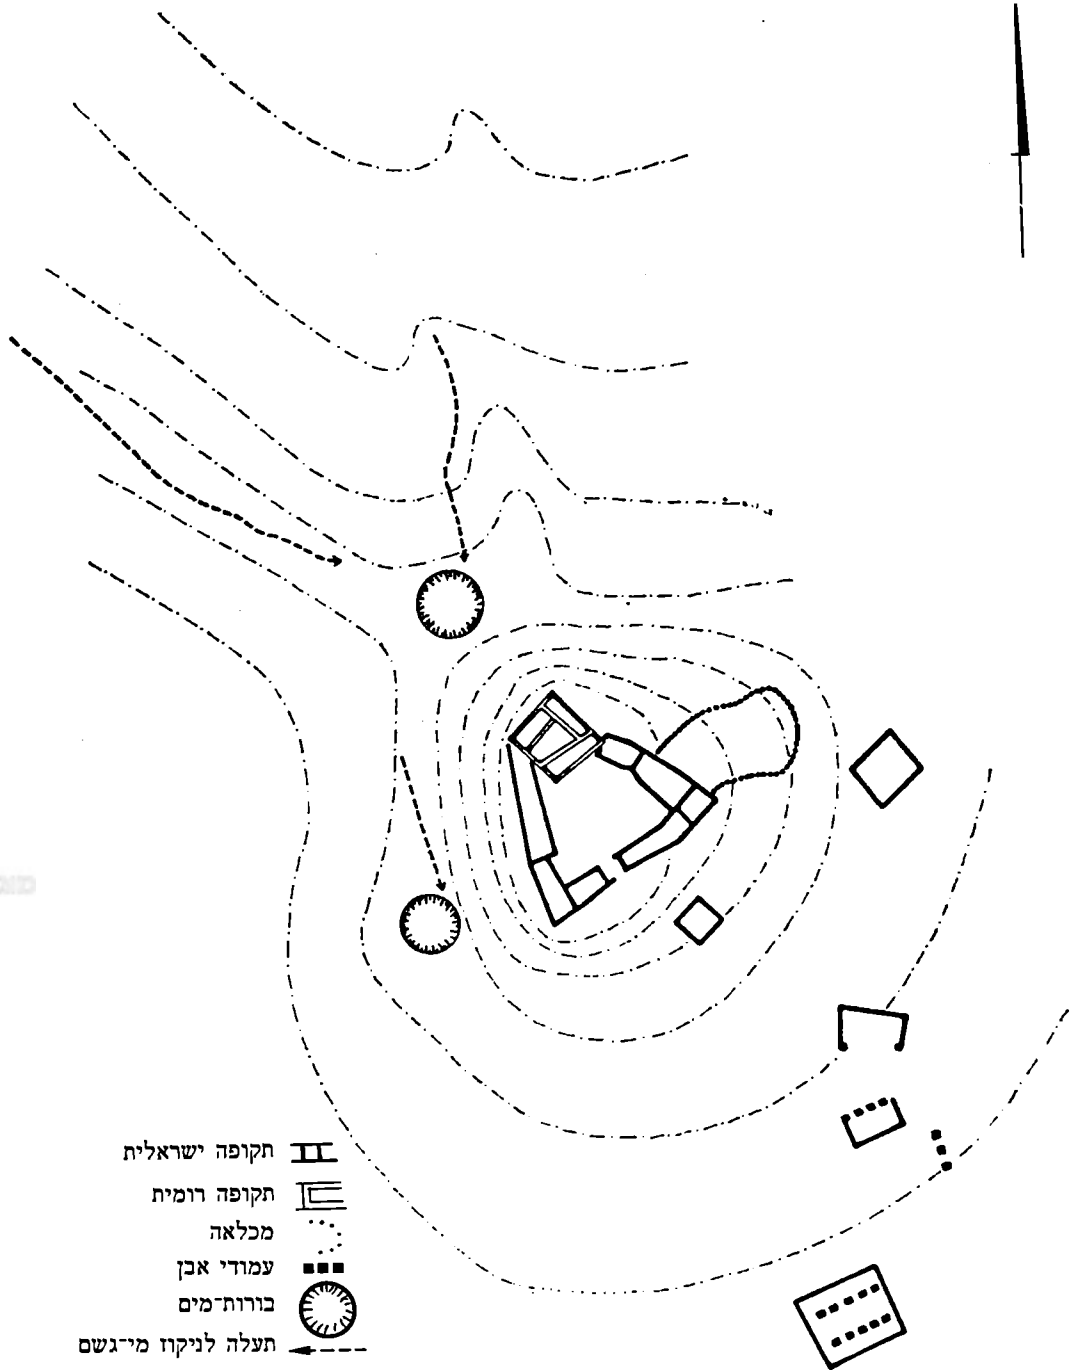 תקופה ישראלית
תקופה רומית
מכלאה
עמודי אבן
בורות־מים
תעלה לניקוז מי־גשם